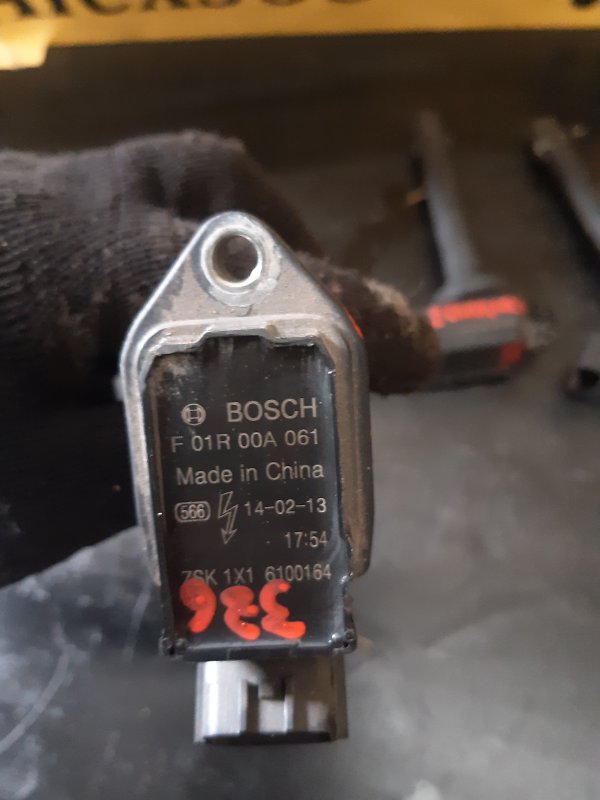 BOSCH
F 01R 00A 061
Made in China
566 14-02-13
17:54
ZSK 1X1 6100164
336